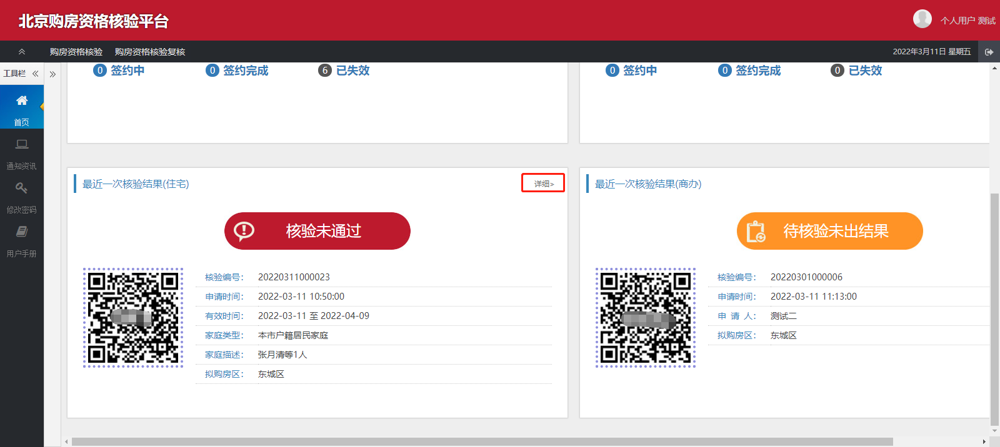 北京购房资格核验平台
个人用户 测试
购房资格核验 购房资格核验复核
2022年3月11日 星期五
工具栏
首页
通知资讯
修改密码
用户手册
0 签约中 0 签约完成 6 已失效
0 签约中 0 签约完成 0 已失效
最近一次核验结果(住宅)
详细>
核验未通过
核验编号： 20220311000023
申请时间： 2022-03-11 10:50:00
有效时间： 2022-03-11 至 2022-04-09
家庭类型： 本市户籍居民家庭
家庭描述： 张月清等1人
拟购房区： 东城区
最近一次核验结果(商办)
待核验未出结果
核验编号： 20220301000006
申请时间： 2022-03-11 11:13:00
申 请 人： 测试二
拟购房区： 东城区